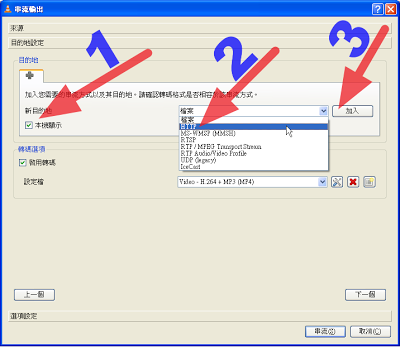 串流輸出
來源
目的地設定
1
2
3
目的地
加入您需要的串流方式以及其目的地。請確認轉碼格式是否相容於該串流方式。
新目的地
檔案
加入
本機顯示
檔案
HTTP
MS-WMSP (MMSH)
RTSP
RTP / MPEG Transport Stream
RTP Audio/Video Profile
UDP (legacy)
IceCast
轉碼選項
啟用轉碼
設定檔
Video - H.264 + MP3 (MP4)
上一個
下一個
選項設定
串流(S)
取消(C)